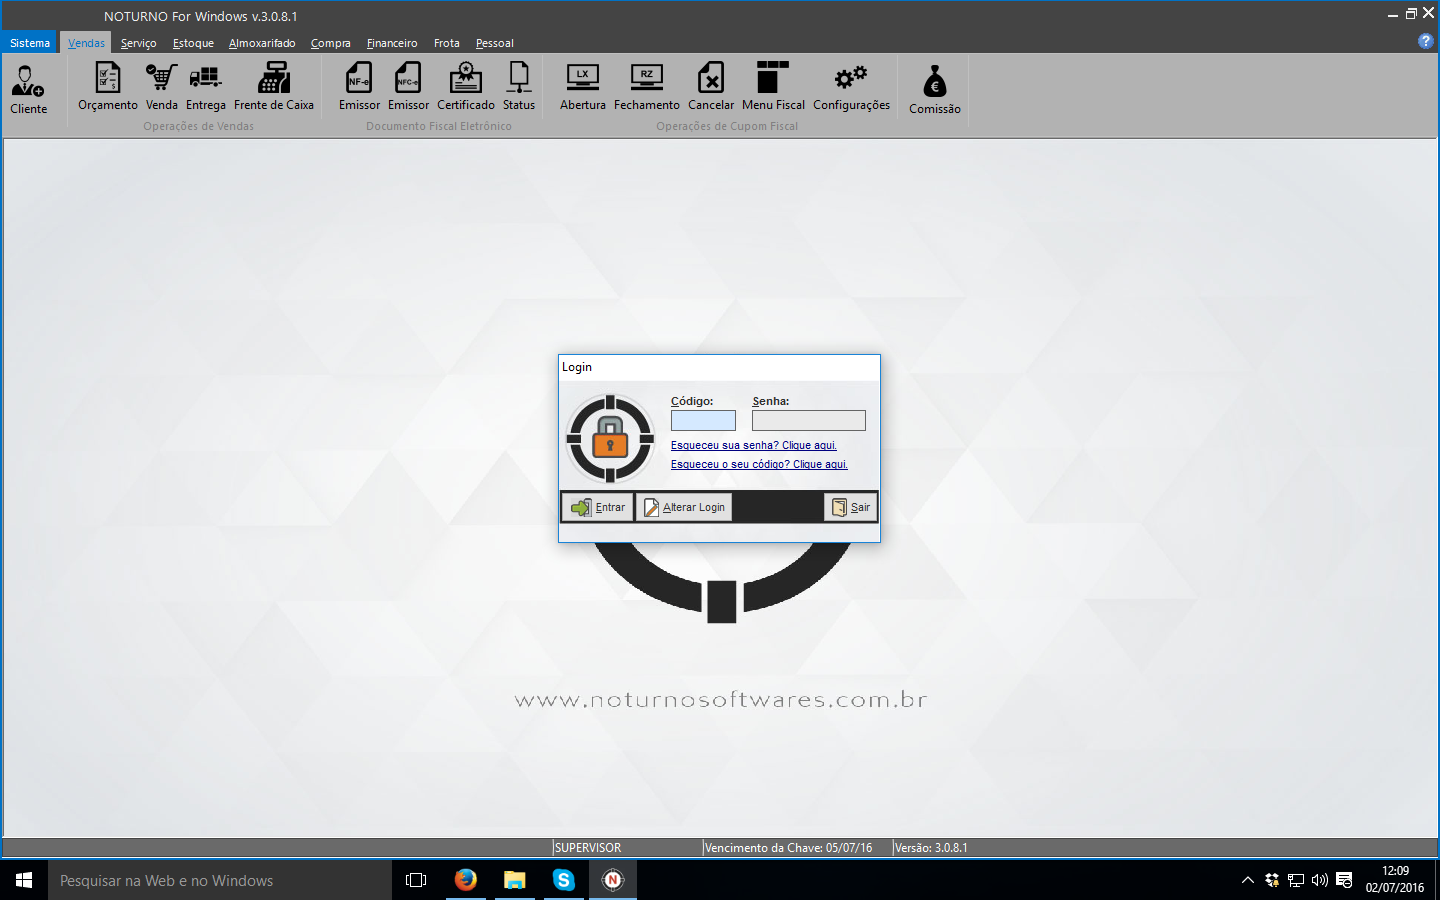 NOTURNO For Windows v.3.0.8.1
Sistema Vendas Serviço Estoque Almoxarifado Compra Financeiro Frota Pessoal ?
Cliente Orçamento Venda Entrega Frente de Caixa Emissor Emissor Certificado Status Abertura Fechamento Cancelar Menu Fiscal Configurações Comissão
NF-e NFC-e LX RZ €
Operações de Vendas Documento Fiscal Eletrônico Operações de Cupom Fiscal
Login
Código: Senha:
Esqueceu sua senha? Clique aqui.
Esqueceu o seu código? Clique aqui.
Entrar Alterar Login Sair
www.noturnosoftwares.com.br
SUPERVISOR Vencimento da Chave: 05/07/16 Versão: 3.0.8.1
Pesquisar na Web e no Windows S N 12:09
02/07/2016